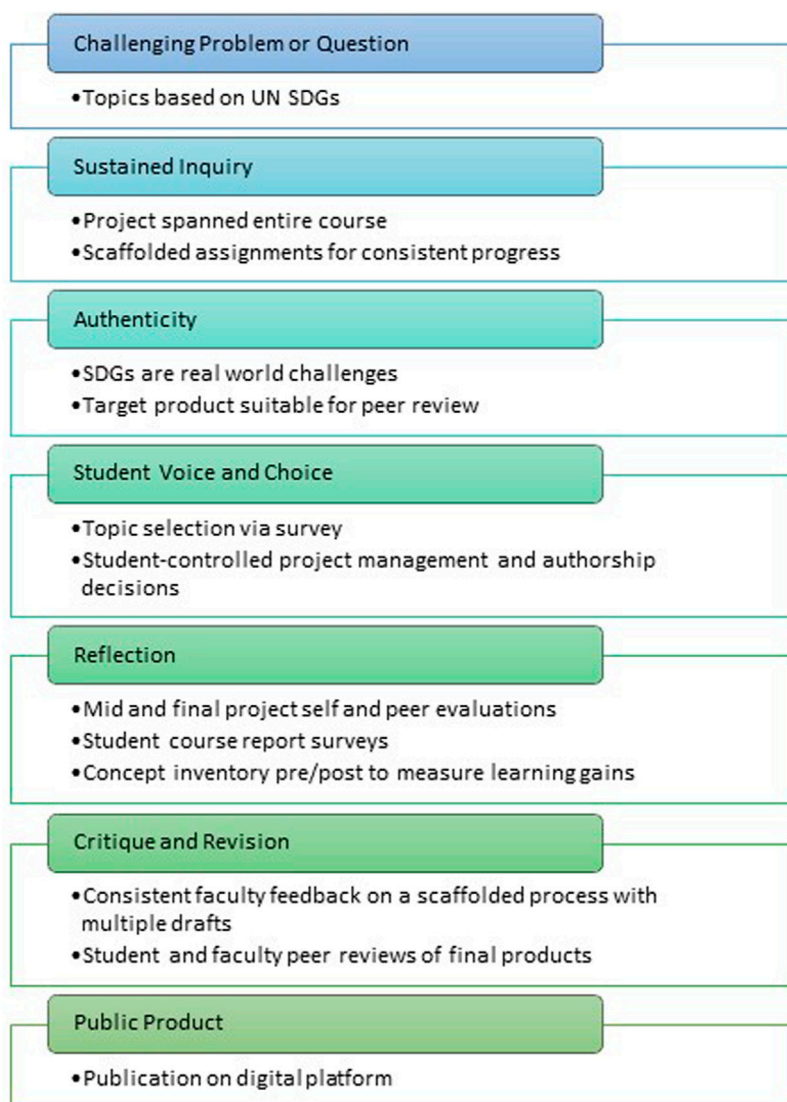 Challenging Problem or Question
•Topics based on UN SDGs
Sustained Inquiry
•Project spanned entire course
•Scaffolded assignments for consistent progress
Authenticity
•SDGs are real world challenges
•Target product suitable for peer review
Student Voice and Choice
•Topic selection via survey
•Student-controlled project management and authorship
decisions
Reflection
•Mid and final project self and peer evaluations
•Student course report surveys
•Concept inventory pre/post to measure learning gains
Critique and Revision
•Consistent faculty feedback on a scaffolded process with
multiple drafts
•Student and faculty peer reviews of final products
Public Product
•Publication on digital platform